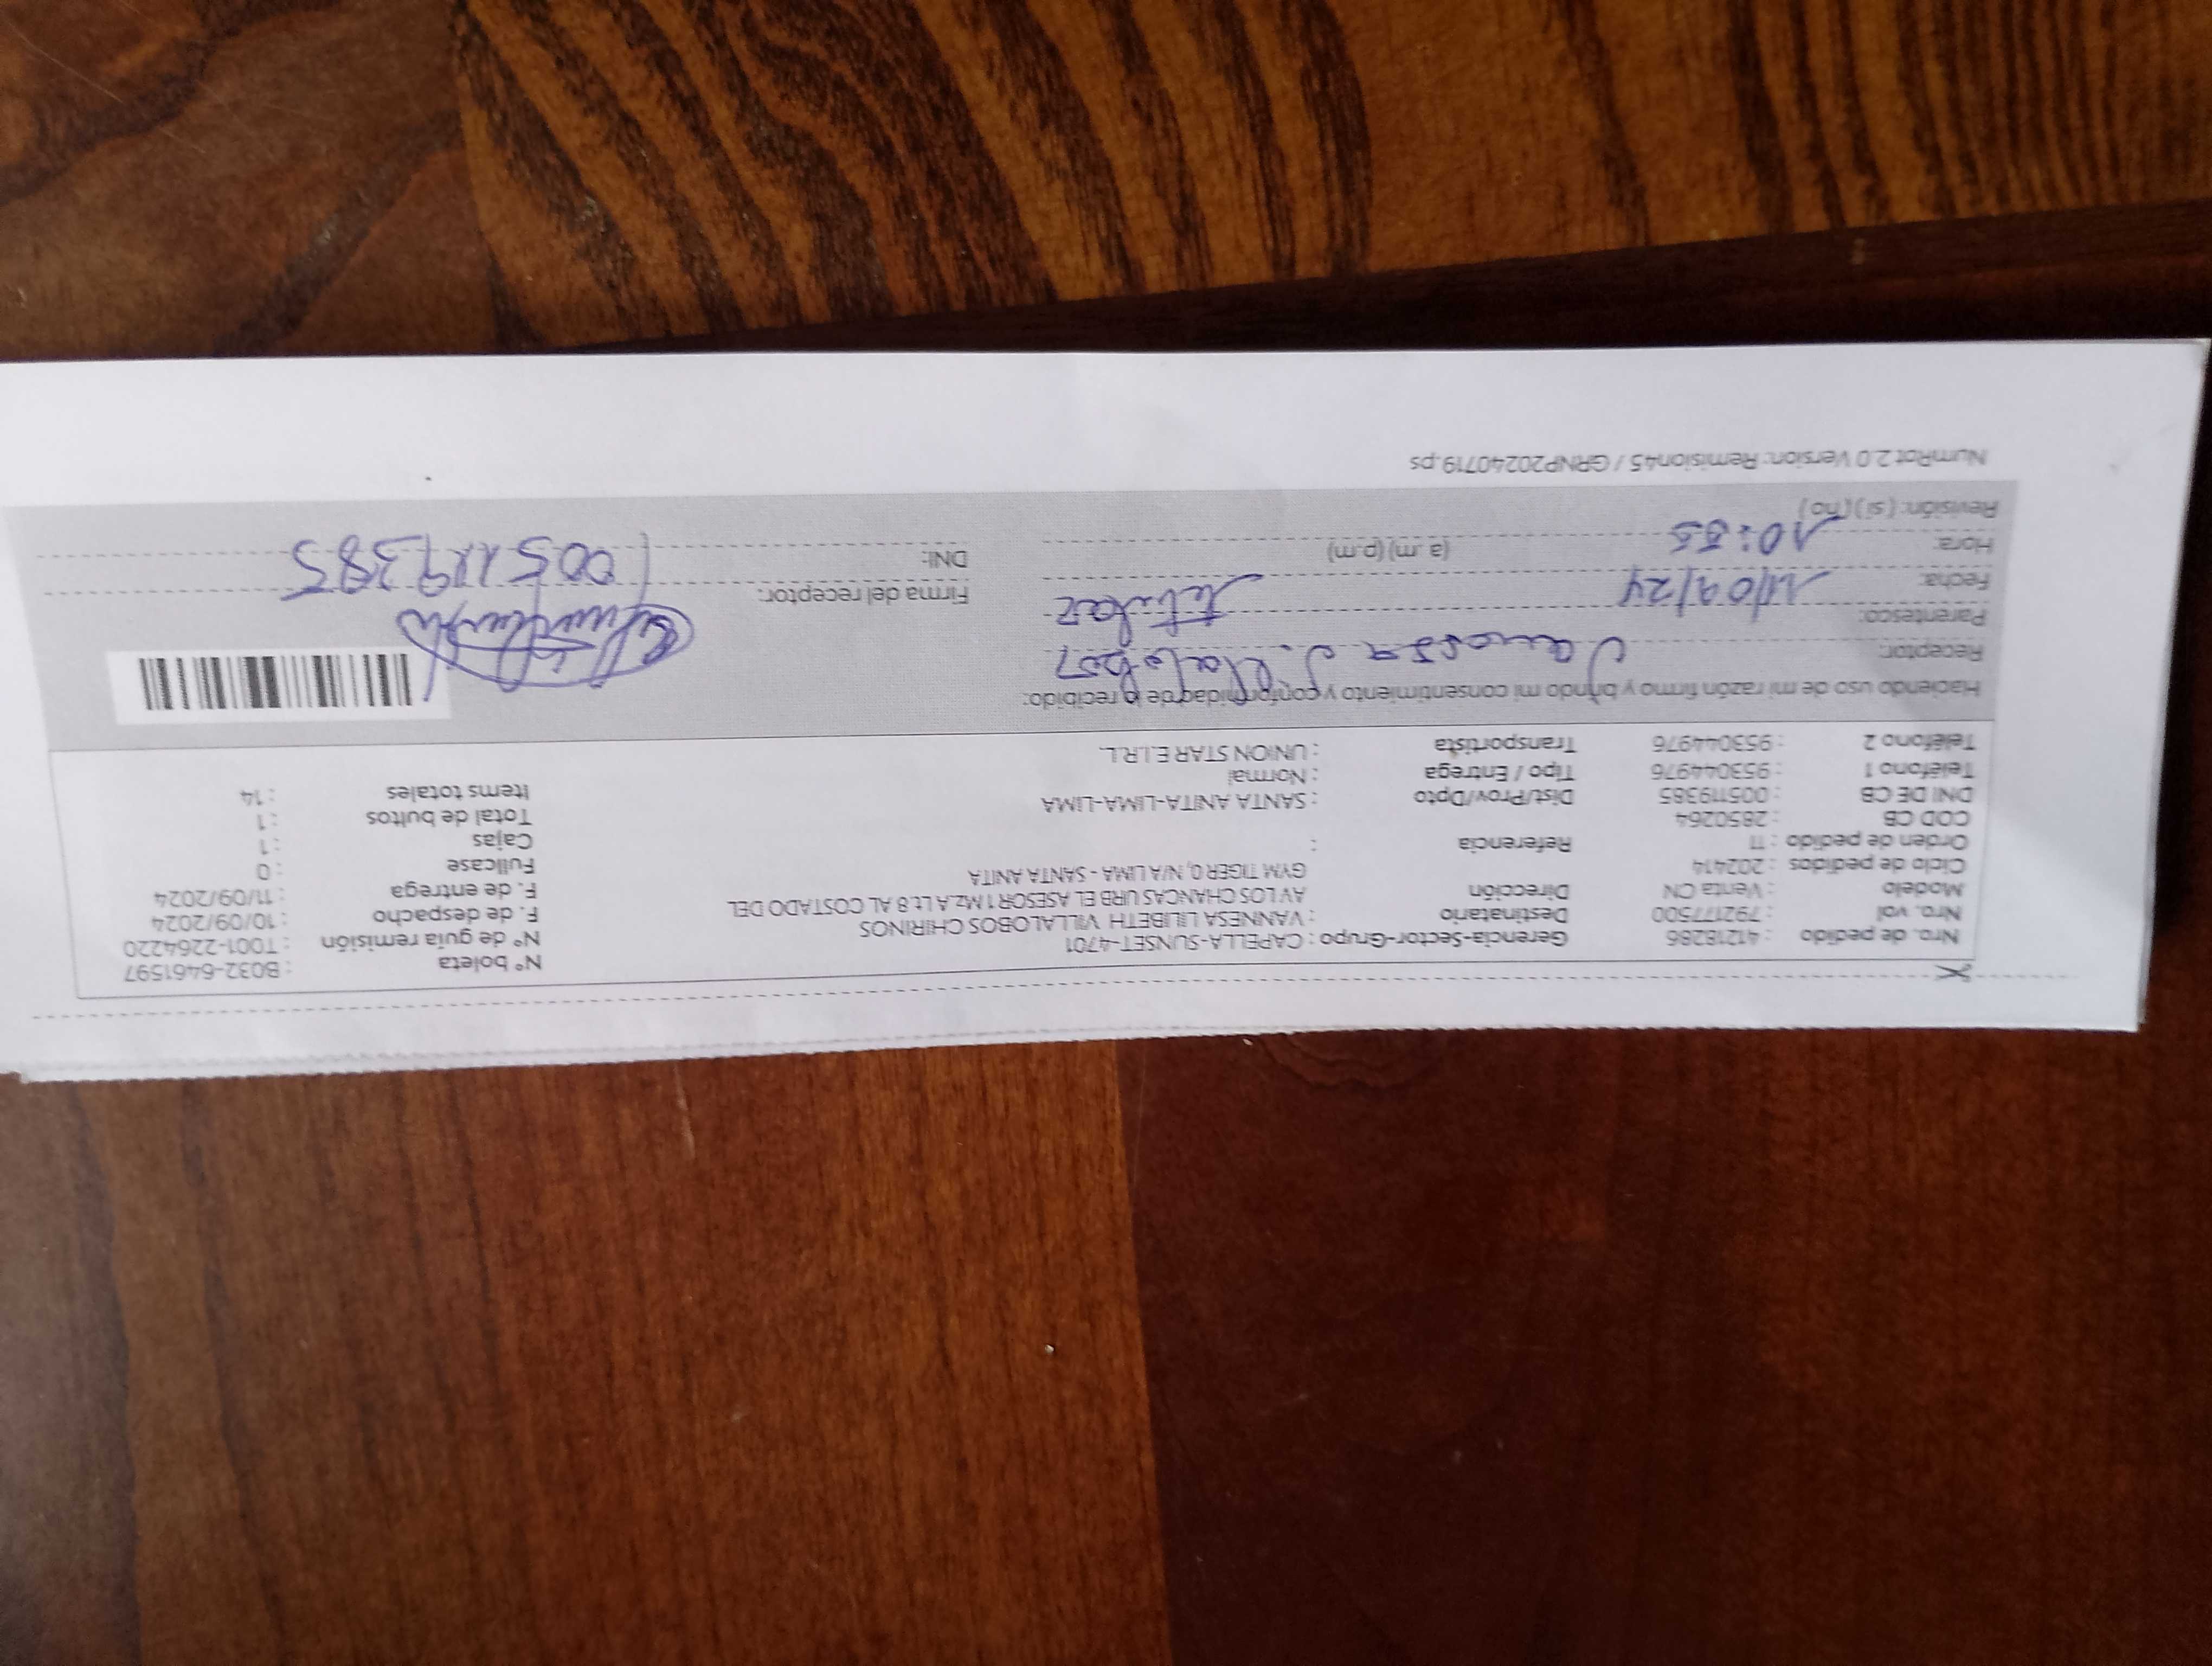 Nro. de pedido : 41218286 Gerencia-Sector-Grupo : CAPELLA-SUNSET-4701 N° boleta : B032-6461597
Nro. vol : 792177500 Destinatario : VANNESA LILIBETH VILLALOBOS CHIRINOS N° de guía remisión : T001-2264220
Modelo : Venta CN Dirección AV LOS CHANCAS URB EL ASESOR 1 Mz A Lt 8 AL COSTADO DEL F. de despacho : 10/09/2024
Ciclo de pedidos : 202414 GYM TIGER 0, N/A LIMA - SANTA ANITA F. de entrega : 11/09/2024
Orden de pedido : 11 Referencia : Fullcase : 0
COD CB : 2850264 Cajas : 1
DNI DE CB : 005119385 Dist/Prov/Dpto : SANTA ANITA-LIMA-LIMA Total de bultos : 1
Teléfono 1 : 953044976 Tipo / Entrega : Normal Items totales : 14
Teléfono 2 : 953044976 Transportista : UNION STAR E.I.R.L.
Haciendo uso de mi razón firmo y brindo mi consentimiento y conformidad de lo recibido:
Receptor:
Parentesco: titular
Fecha: 11/09/24 Firma del receptor:
Hora: 10:55 (a.m) (p.m) DNI: 005119385
Revisión: (si) (no)
NumRot 2.0 Version: Remision45 / GRNP20240719.ps